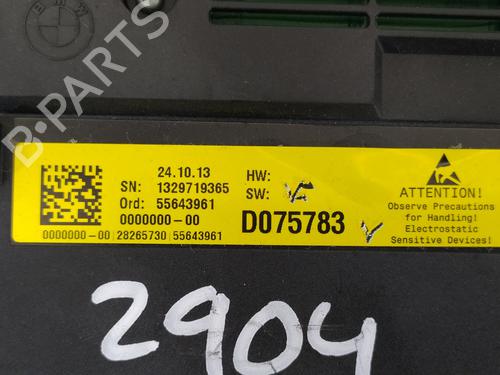 BMW
B-PARTS
24.10.13
HW:
SN: 1329719365
SW:
Ord: 55643961
0000000-00
D075783
0000000-00 28265730 55643961
ATTENTION!
Observe Precautions
for Handling!
Electrostatic
Sensitive Devices!
2904